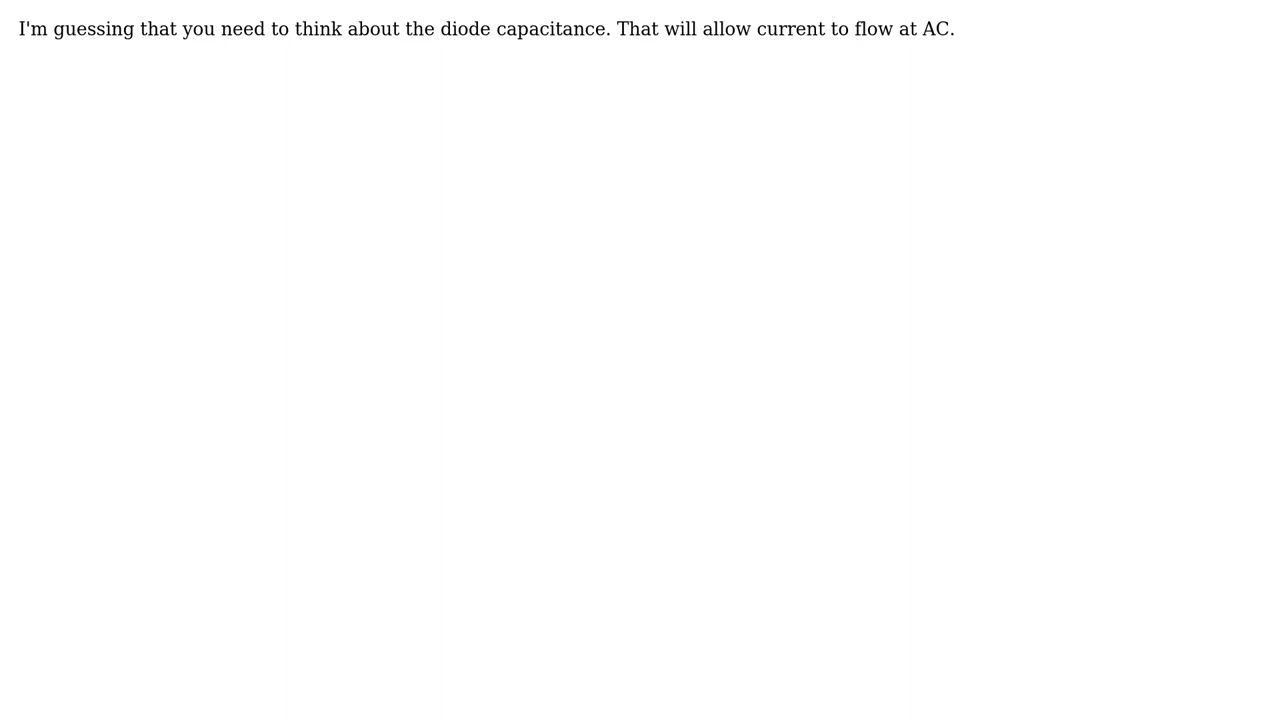 I'm guessing that you need to think about the diode capacitance. That will allow current to flow at AC.